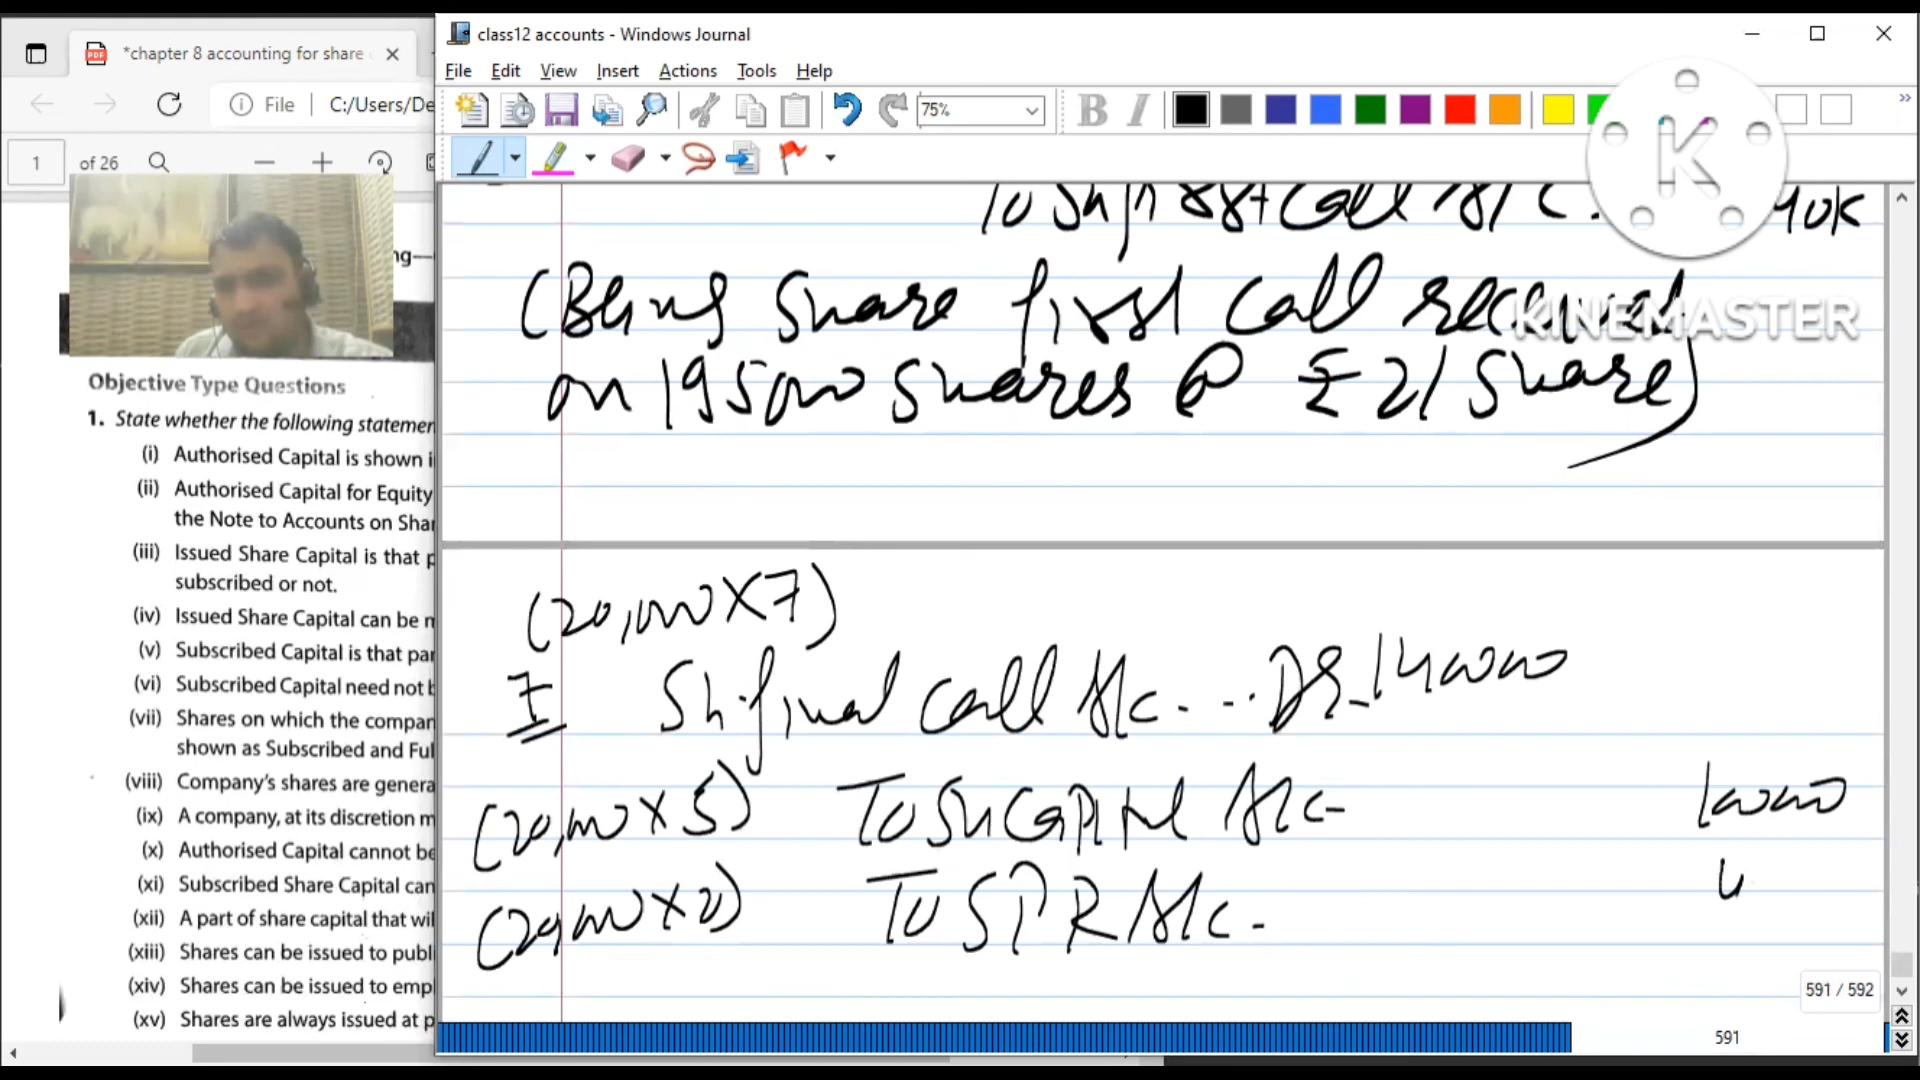 *chapter 8 accounting for share
File C:/Users/De
1 of 26
class12 accounts - Windows Journal
File Edit View Insert Actions Tools Help
75%
B I
K
KINEMASTER
Objective Type Questions
1. State whether the following statemen
(i) Authorised Capital is shown i
(ii) Authorised Capital for Equity
the Note to Accounts on Shar
(iii) Issued Share Capital is that p
subscribed or not.
(iv) Issued Share Capital can be n
(v) Subscribed Capital is that par
(vi) Subscribed Capital need not b
(vii) Shares on which the compan
shown as Subscribed and Ful
(viii) Company's shares are genera
(ix) A company, at its discretion m
(x) Authorised Capital cannot be
(xi) Subscribed Share Capital can
(xii) A part of share capital that wil
(xiii) Shares can be issued to publ
(xiv) Shares can be issued to emp
(xv) Shares are always issued at p
Call A/c 40K
(Being share first call received
on 19500 shares @ ₹ 2/ share)
(20,000X7)
Sh. final Call A/c. ... DR. 140000
(20,000 X 5) To Sh Capital A/c- 100000
(20,000 X 2) To SPR A/c - 4
591 / 592
591